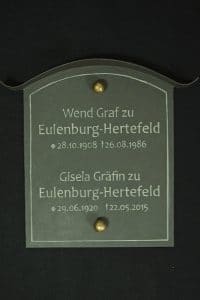 Wend Graf zu
Eulenburg-Hertefeld
* 28.10.1908 †26.08.1986
Gisela Gräfin zu
Eulenburg-Hertefeld
* 29.06.1920 †22.05.2015